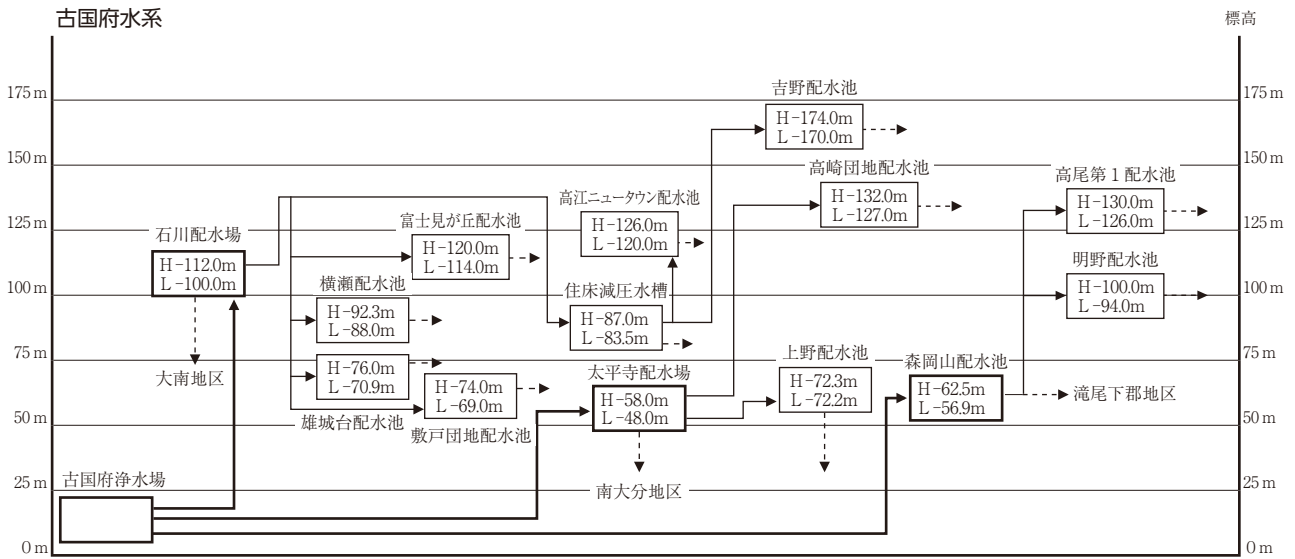 古国府水系
標高
175m
175m
150m
150m
125m
125m
100m
100m
75m
75m
50m
50m
25m
25m
0m
0m
吉野配水池
H-174.0m
L-170.0m
高崎団地配水池
H-132.0m
L-127.0m
高尾第1配水池
H-130.0m
L-126.0m
高江ニュータウン配水池
H-126.0m
L-120.0m
富士見が丘配水池
H-120.0m
L-114.0m
石川配水場
H-112.0m
L-100.0m
大南地区
明野配水池
H-100.0m
L-94.0m
横瀬配水池
H-92.3m
L-88.0m
住床減圧水槽
H-87.0m
L-83.5m
H-76.0m
L-70.9m
雄城台配水池
H-74.0m
L-69.0m
敷戸団地配水池
太平寺配水場
H-58.0m
L-48.0m
南大分地区
上野配水池
H-72.3m
L-72.2m
森岡山配水池
H-62.5m
L-56.9m
滝尾下郡地区
古国府浄水場